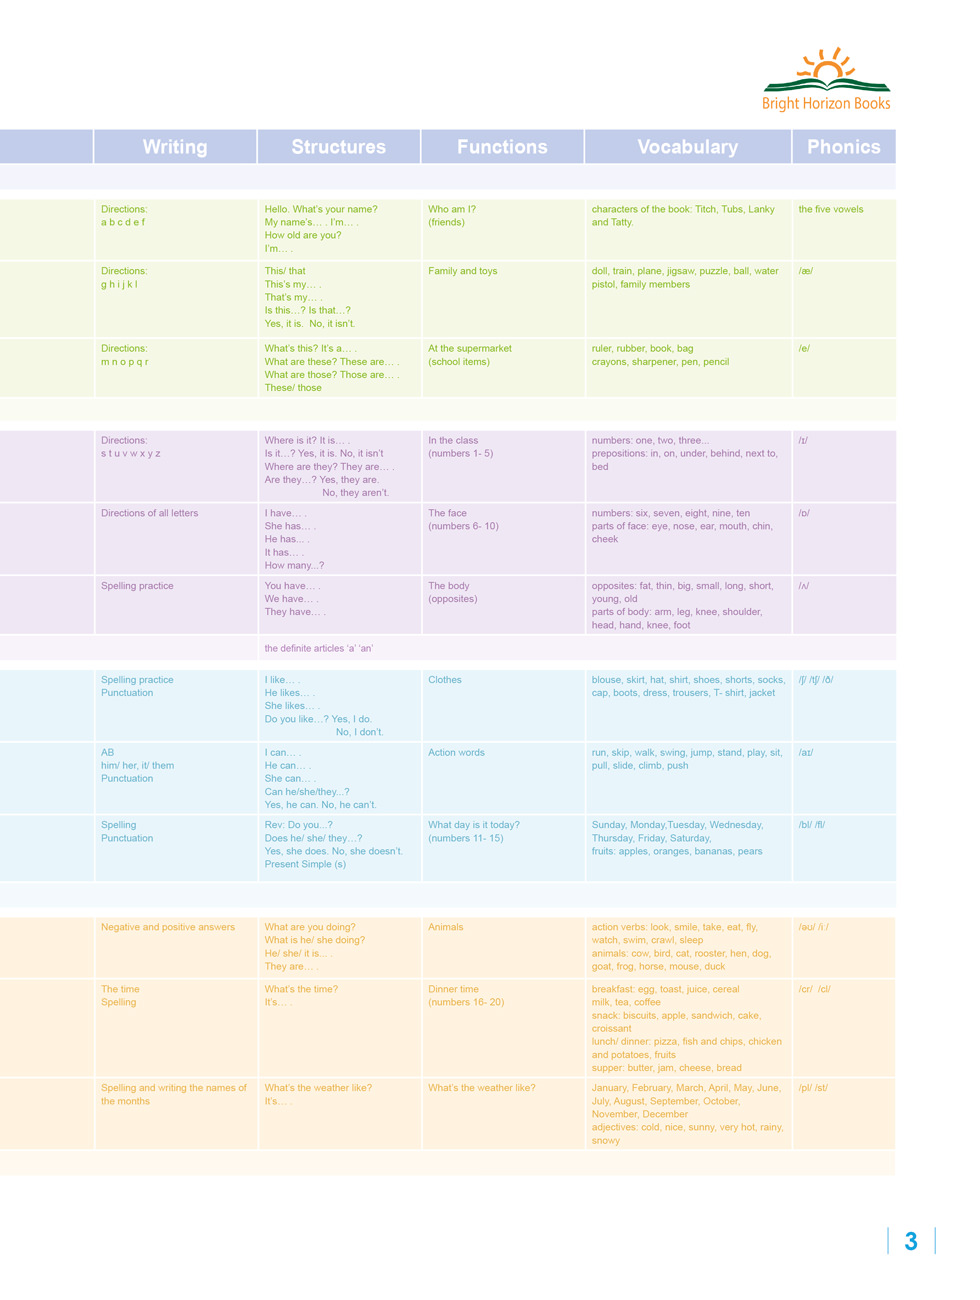 Bright Horizon Books
Writing Structures Functions Vocabulary Phonics
Directions:
a b c d e f
Hello. What's your name?
My name's… . I'm… .
How old are you?
I'm… .
Who am I?
(friends)
characters of the book: Titch, Tubs, Lanky
and Tatty.
the five vowels
Directions:
g h i j k l
This/ that
This's my… .
That's my… .
Is this…? Is that…?
Yes, it is. No, it isn't.
Family and toys
doll, train, plane, jigsaw, puzzle, ball, water
pistol, family members
/æ/
Directions:
m n o p q r
What's this? It's a… .
What are these? These are… .
What are those? Those are… .
These/ those
At the supermarket
(school items)
ruler, rubber, book, bag
crayons, sharpener, pen, pencil
/e/
Directions:
s t u v w x y z
Where is it? It is… .
Is it…? Yes, it is. No, it isn't
Where are they? They are… .
Are they…? Yes, they are.
No, they aren't.
In the class
(numbers 1- 5)
numbers: one, two, three...
prepositions: in, on, under, behind, next to,
bed
/ɪ/
Directions of all letters
I have… .
She has… .
He has... .
It has… .
How many...?
The face
(numbers 6- 10)
numbers: six, seven, eight, nine, ten
parts of face: eye, nose, ear, mouth, chin,
cheek
/ɒ/
Spelling practice
You have… .
We have… .
They have… .
The body
(opposites)
opposites: fat, thin, big, small, long, short,
young, old
parts of body: arm, leg, knee, shoulder,
head, hand, knee, foot
/ʌ/
the definite articles 'a' 'an'
Spelling practice
Punctuation
I like… .
He likes… .
She likes… .
Do you like…? Yes, I do.
No, I don't.
Clothes
blouse, skirt, hat, shirt, shoes, shorts, socks,
cap, boots, dress, trousers, T- shirt, jacket
/ʃ/ /tʃ/ /ð/
AB
him/ her, it/ them
Punctuation
I can… .
He can… .
She can… .
Can he/she/they...?
Yes, he can. No, he can't.
Action words
run, skip, walk, swing, jump, stand, play, sit,
pull, slide, climb, push
/aɪ/
Spelling
Punctuation
Rev: Do you...?
Does he/ she/ they…?
Yes, she does. No, she doesn't.
Present Simple (s)
What day is it today?
(numbers 11- 15)
Sunday, Monday,Tuesday, Wednesday,
Thursday, Friday, Saturday,
fruits: apples, oranges, bananas, pears
/bl/ /fl/
Negative and positive answers
What are you doing?
What is he/ she doing?
He/ she/ it is... .
They are… .
Animals
action verbs: look, smile, take, eat, fly,
watch, swim, crawl, sleep
animals: cow, bird, cat, rooster, hen, dog,
goat, frog, horse, mouse, duck
/əʊ/ /iː/
The time
Spelling
What's the time?
It's… .
Dinner time
(numbers 16- 20)
breakfast: egg, toast, juice, cereal
milk, tea, coffee
snack: biscuits, apple, sandwich, cake,
croissant
lunch/ dinner: pizza, fish and chips, chicken
and potatoes, fruits
supper: butter, jam, cheese, bread
/cr/ /cl/
Spelling and writing the names of
the months
What's the weather like?
It's… .
What's the weather like?
January, February, March, April, May, June,
July, August, September, October,
November, December
adjectives: cold, nice, sunny, very hot, rainy,
snowy
/pl/ /st/
3